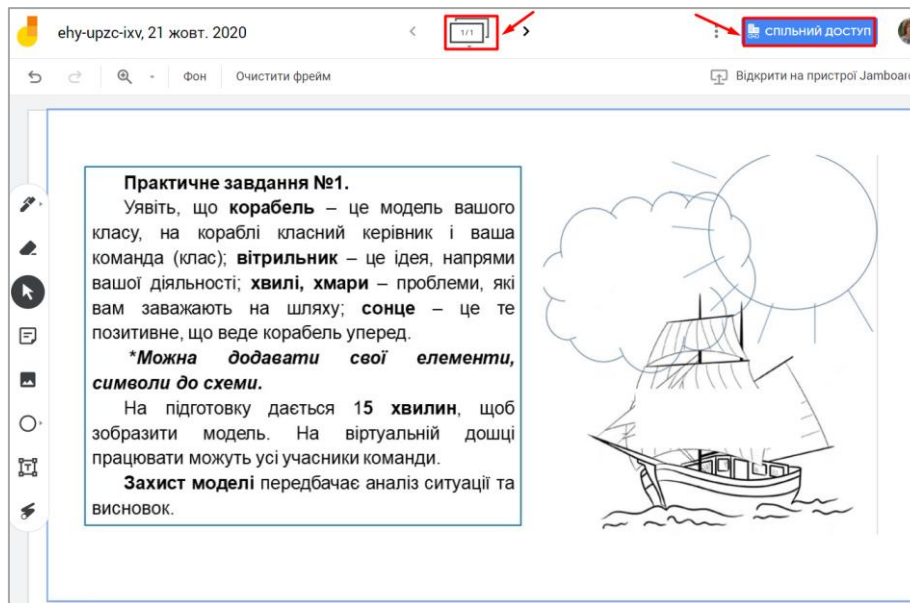 ehy-upzc-ixv, 21 жовт. 2020
1/1
СПІЛЬНИЙ ДОСТУП
Фон
Очистити фрейм
Відкрити на пристрої Jamboard
Практичне завдання №1.
Уявіть, що корабель – це модель вашого
класу, на кораблі класний керівник і ваша
команда (клас); вітрильник – це ідея, напрями
вашої діяльності; хвилі, хмари – проблеми, які
вам заважають на шляху; сонце – це те
позитивне, що веде корабель уперед.
*Можна додавати свої елементи,
символи до схеми.
На підготовку дається 15 хвилин, щоб
зобразити модель. На віртуальній дошці
працювати можуть усі учасники команди.
Захист моделі передбачає аналіз ситуації та
висновок.